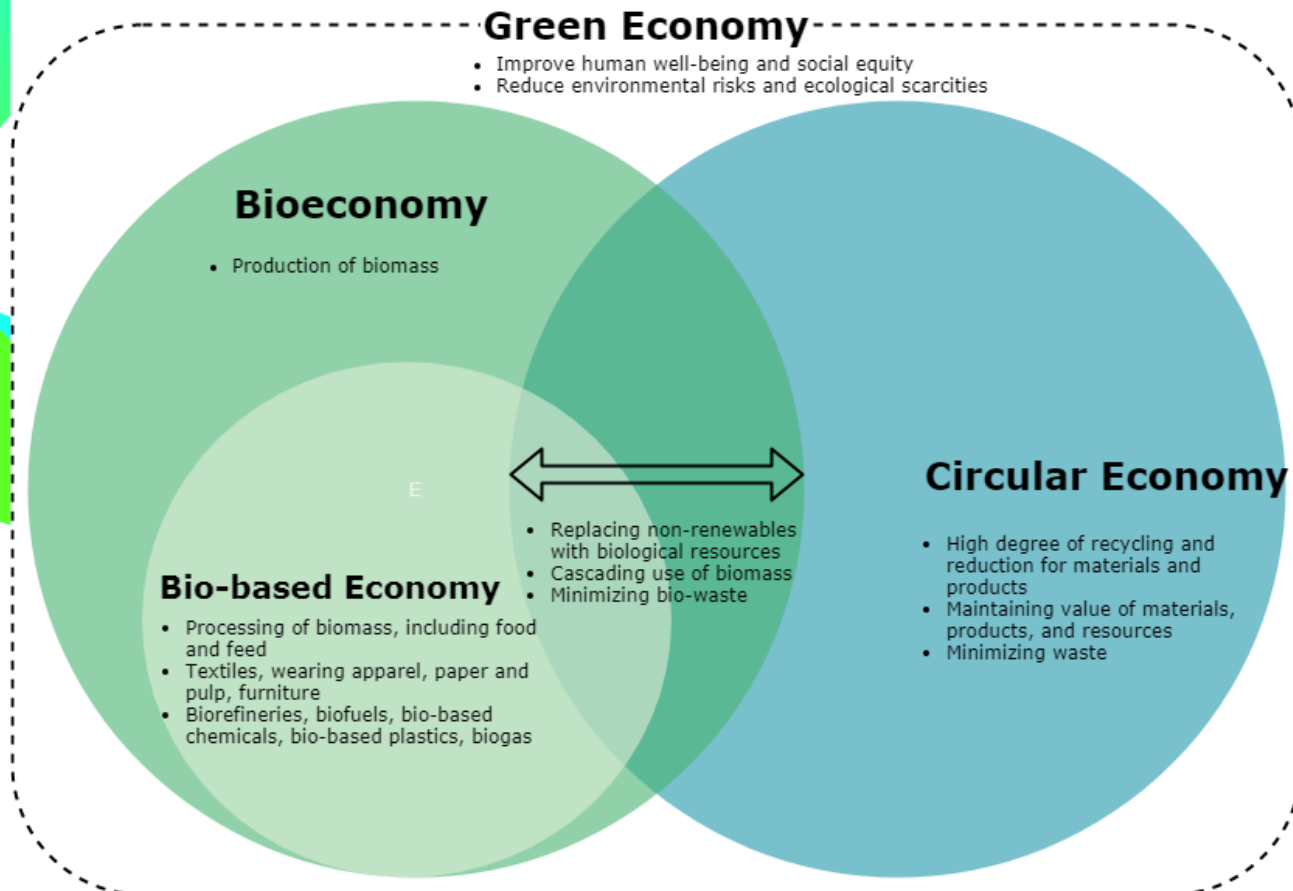 Green Economy
• Improve human well-being and social equity
• Reduce environmental risks and ecological scarcities
Bioeconomy
• Production of biomass
E
Bio-based Economy
• Processing of biomass, including food
and feed
• Textiles, wearing apparel, paper and
pulp, furniture
• Biorefineries, biofuels, bio-based
chemicals, bio-based plastics, biogas
• Replacing non-renewables
with biological resources
• Cascading use of biomass
• Minimizing bio-waste
Circular Economy
• High degree of recycling and
reduction for materials and
products
• Maintaining value of materials,
products, and resources
• Minimizing waste